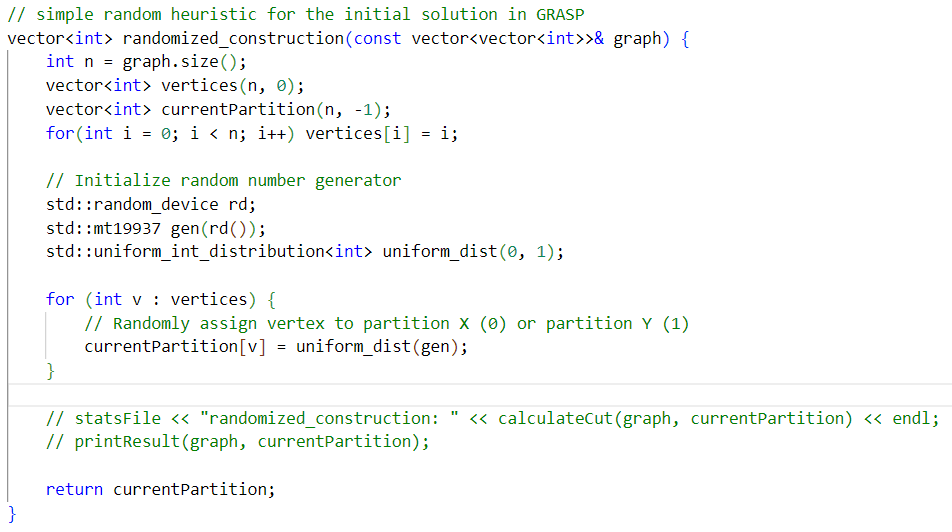 // simple random heuristic for the initial solution in GRASP
vector<int> randomized_construction(const vector<vector<int>>& graph) {
    int n = graph.size();
    vector<int> vertices(n, 0);
    vector<int> currentPartition(n, -1);
    for(int i = 0; i < n; i++) vertices[i] = i;

    // Initialize random number generator
    std::random_device rd;
    std::mt19937 gen(rd());
    std::uniform_int_distribution<int> uniform_dist(0, 1);

    for (int v : vertices) {
        // Randomly assign vertex to partition X (0) or partition Y (1)
        currentPartition[v] = uniform_dist(gen);
    }

    // statsFile << "randomized_construction: " << calculateCut(graph, currentPartition) << endl;
    // printResult(graph, currentPartition);

    return currentPartition;
}